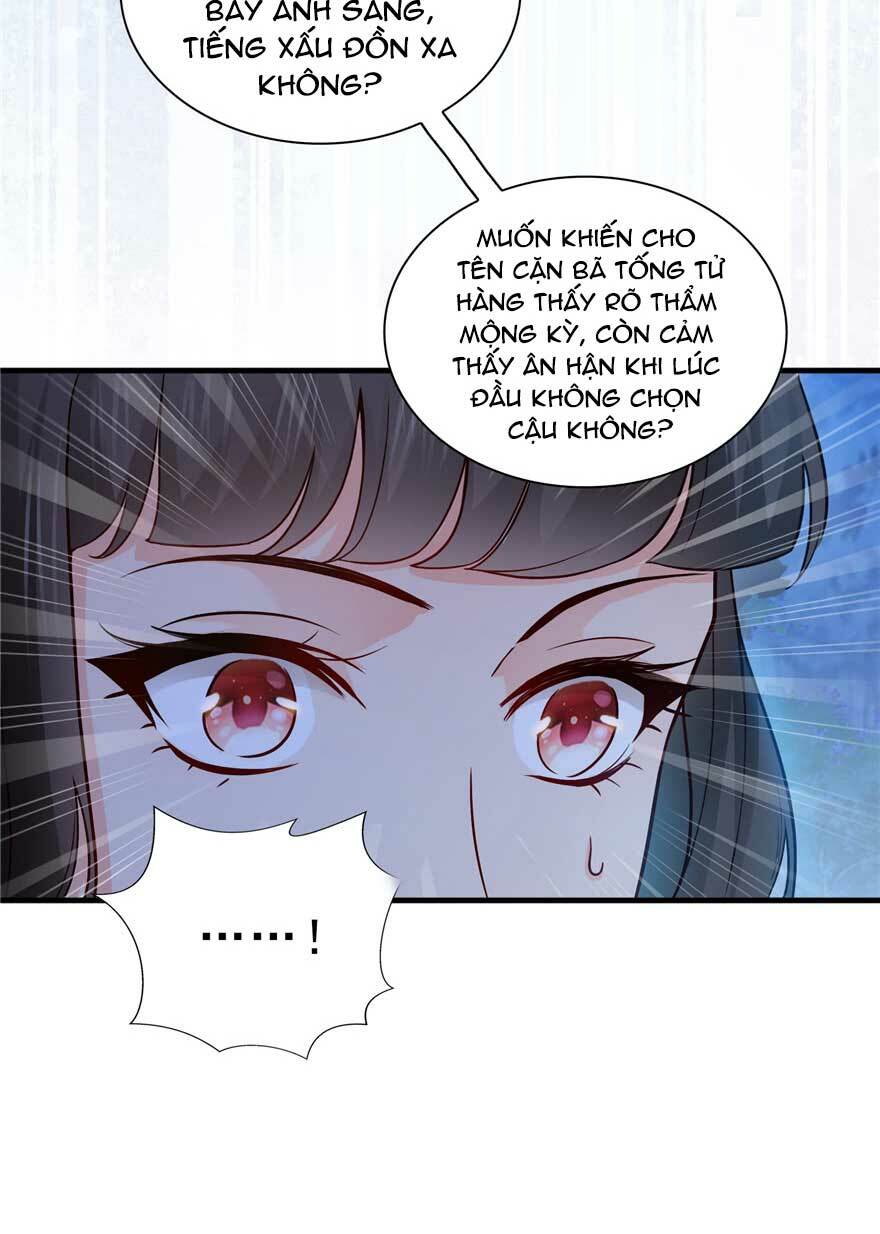 BAY ÁNH SÁNG,
TIẾNG XẤU ĐỒN XA
KHÔNG?
MUỐN KHIẾN CHO
TÊN CẶN BÃ TỐNG TỬ
HÀNG THẤY RÕ THẨM
MỘNG KỲ, CÒN CẢM
THẤY ÂN HẬN KHI LÚC
ĐẦU KHÔNG CHỌN
CẬU KHÔNG?
......!